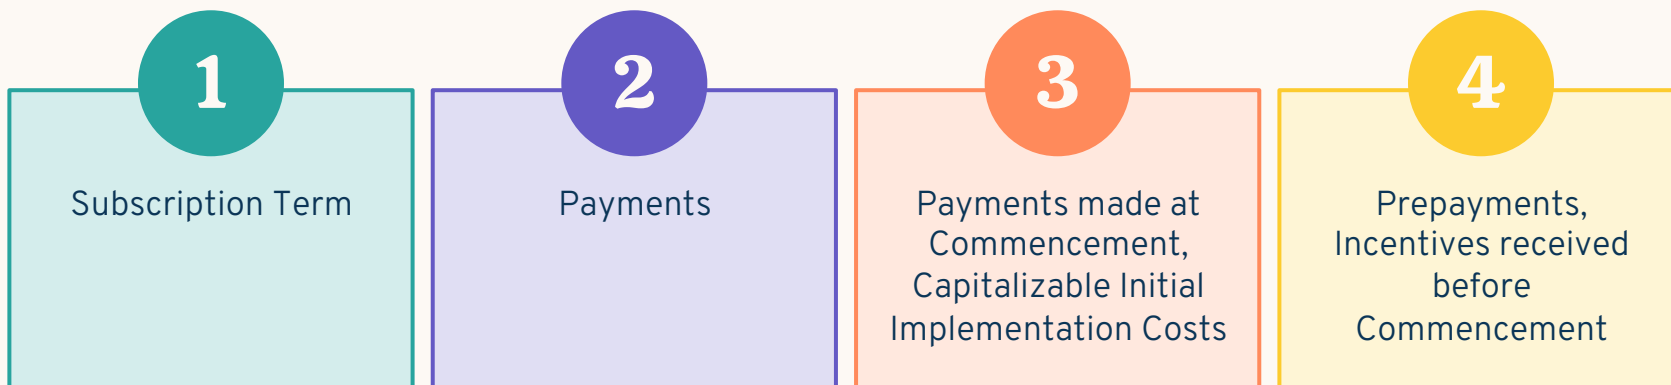 1
Subscription Term
2
Payments
3
Payments made at
Commencement,
Capitalizable Initial
Implementation Costs
4
Prepayments,
Incentives received
before
Commencement